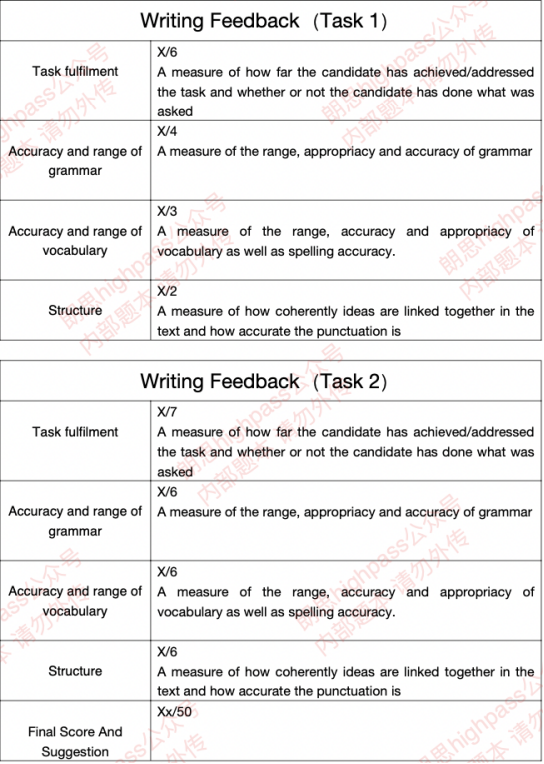 Writing Feedback（Task 1）
X/6
Task fulfilment
A measure of how far the candidate has achieved/addressed
the task and whether or not the candidate has done what was
asked
X/4
Accuracy and range of
grammar
A measure of the range, appropriacy and accuracy of grammar
X/3
Accuracy and range of
vocabulary
A measure of the range, accuracy and appropriacy of
vocabulary as well as spelling accuracy.
X/2
Structure
A measure of how coherently ideas are linked together in the
text and how accurate the punctuation is
Writing Feedback（Task 2）
X/7
Task fulfilment
A measure of how far the candidate has achieved/addressed
the task and whether or not the candidate has done what was
asked
X/6
Accuracy and range of
grammar
A measure of the range, appropriacy and accuracy of grammar
X/6
Accuracy and range of
vocabulary
A measure of the range, accuracy and appropriacy of
vocabulary as well as spelling accuracy.
X/6
Structure
A measure of how coherently ideas are linked together in the
text and how accurate the punctuation is
Xx/50
Final Score And
Suggestion
朗思highpass公众号
内部题本 请勿外传